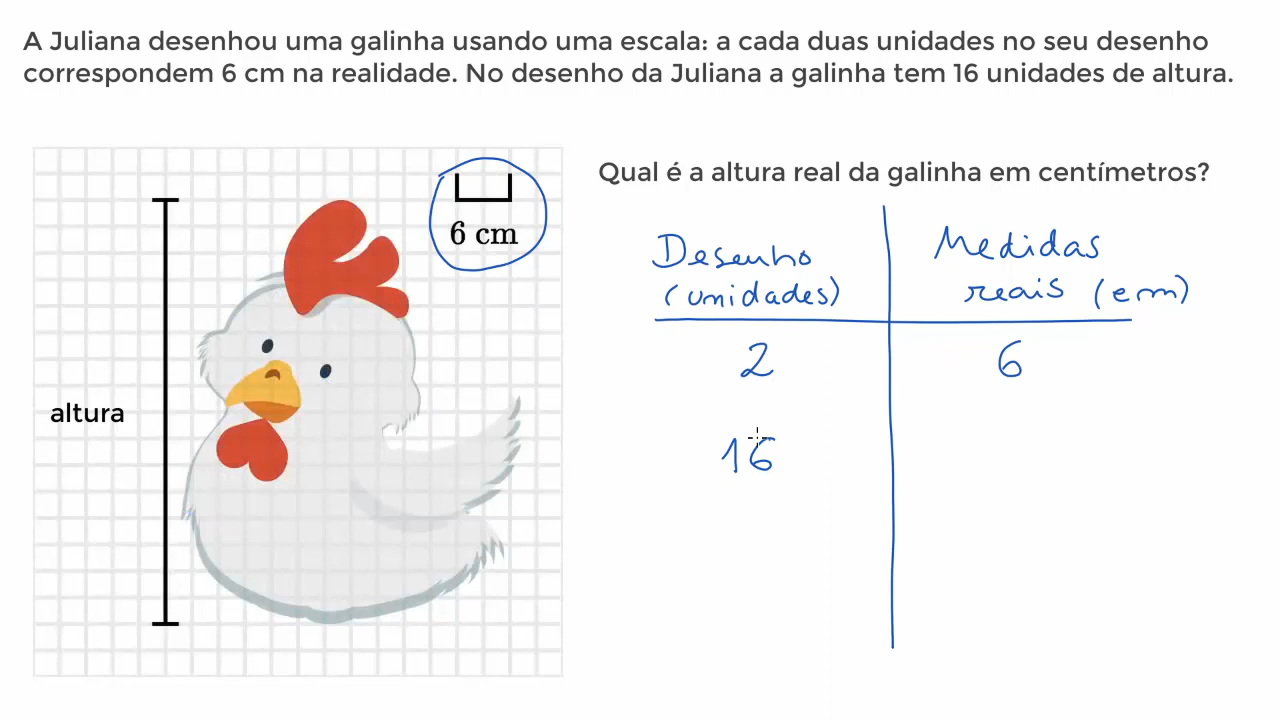 A Juliana desenhou uma galinha usando uma escala: a cada duas unidades no seu desenho
correspondem 6 cm na realidade. No desenho da Juliana a galinha tem 16 unidades de altura.
6 cm
altura
Qual é a altura real da galinha em centímetros?
Desenho
(unidades)
Medidas
reais (cm)
2 6
16